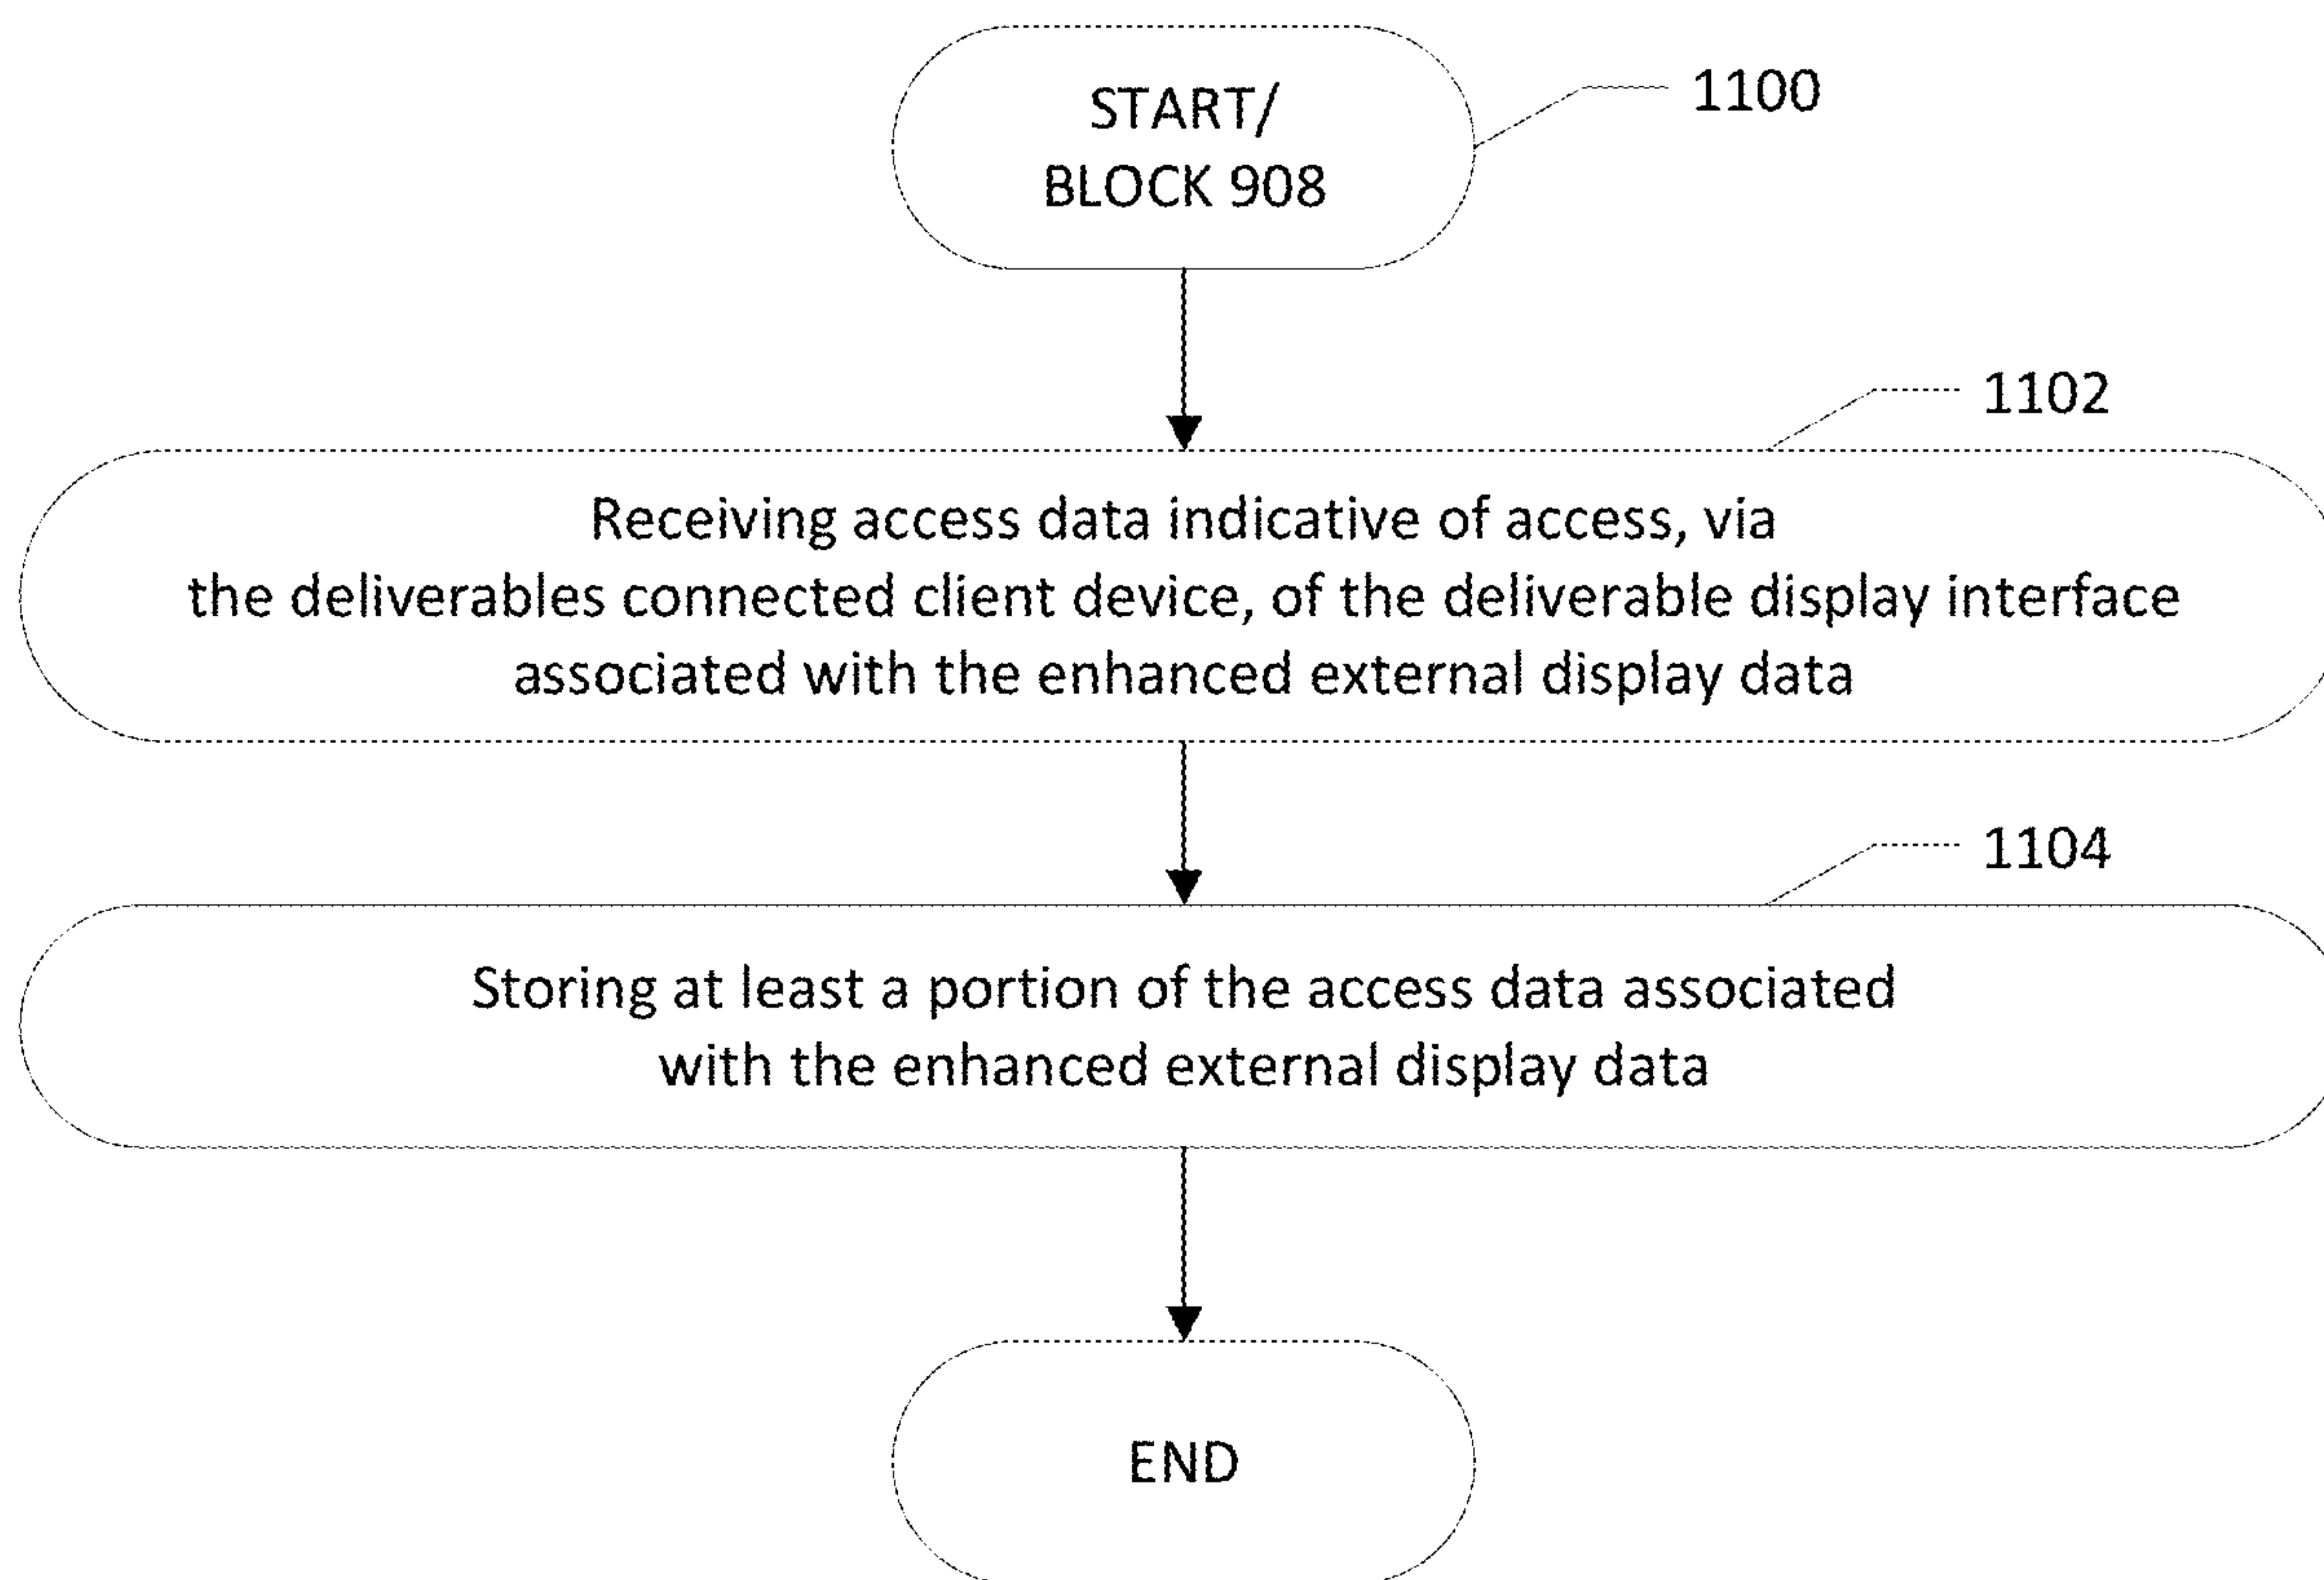 START/
BLOCK 908
1100
1102
Receiving access data indicative of access, via
the deliverables connected client device, of the deliverable display interface
associated with the enhanced external display data
1104
Storing at least a portion of the access data associated
with the enhanced external display data
END